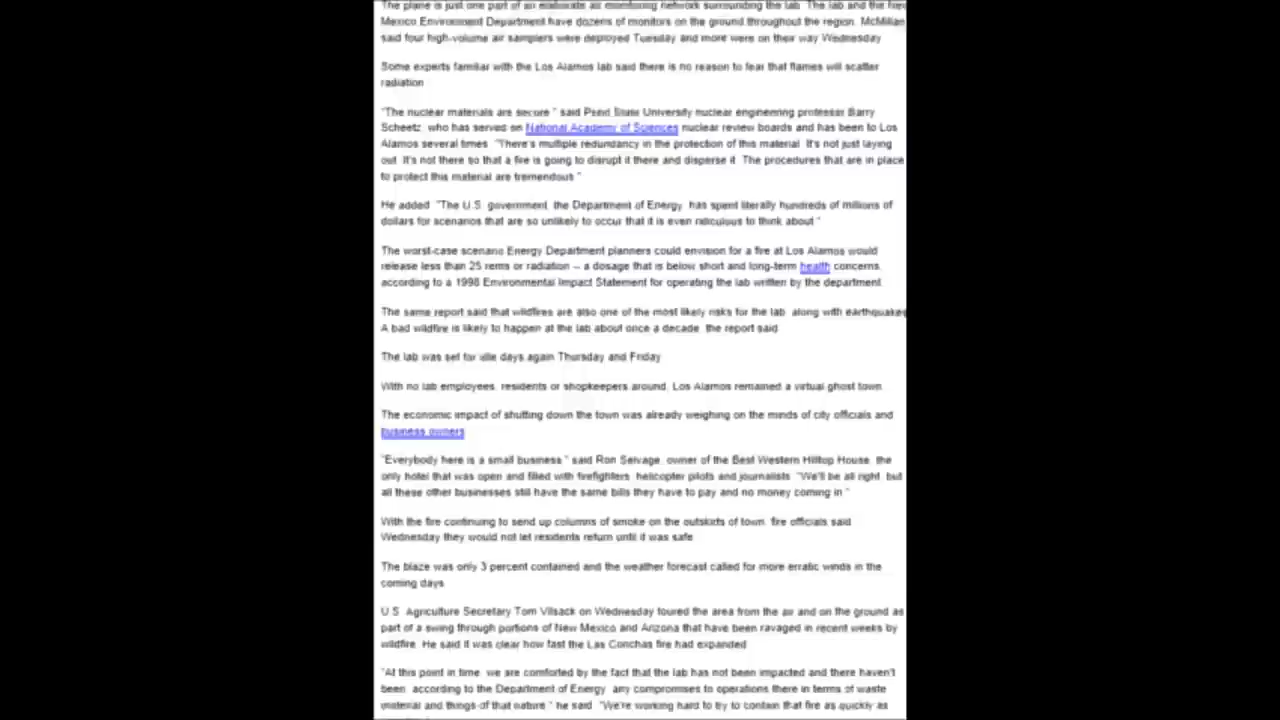 The plane is just one part of an elaborate air monitoring network surrounding the lab. The lab and the New
Mexico Environment Department have dozens of monitors on the ground throughout the region. McMillan
said four high-volume air samplers were deployed Tuesday and more were on their way Wednesday.
Some experts familiar with the Los Alamos lab said there is no reason to fear that flames will scatter
radiation.
"The nuclear materials are secure," said Penn State University nuclear engineering professor Barry
Scheetz, who has served on National Academy of Sciences nuclear review boards and has been to Los
Alamos several times. "There's multiple redundancy in the protection of this material. It's not just laying
out. It's not there so that a fire is going to disrupt it there and disperse it. The procedures that are in place
to protect this material are tremendous."
He added: "The U.S. government, the Department of Energy, has spent literally hundreds of millions of
dollars for scenarios that are so unlikely to occur that it is even ridiculous to think about."
The worst-case scenario Energy Department planners could envision for a fire at Los Alamos would
release less than 25 rems or radiation -- a dosage that is below short and long-term health concerns,
according to a 1998 Environmental Impact Statement for operating the lab written by the department.
The same report said that wildfires are also one of the most likely risks for the lab, along with earthquakes.
A bad wildfire is likely to happen at the lab about once a decade, the report said.
The lab was set for idle days again Thursday and Friday.
With no lab employees, residents or shopkeepers around, Los Alamos remained a virtual ghost town.
The economic impact of shutting down the town was already weighing on the minds of city officials and
business owners.
"Everybody here is a small business," said Ron Selvage, owner of the Best Western Hilltop House, the
only hotel that was open and filled with firefighters, helicopter pilots and journalists. "We'll be all right, but
all these other businesses still have the same bills they have to pay and no money coming in."
With the fire continuing to send up columns of smoke on the outskirts of town, fire officials said
Wednesday they would not let residents return until it was safe.
The blaze was only 3 percent contained and the weather forecast called for more erratic winds in the
coming days.
U.S. Agriculture Secretary Tom Vilsack on Wednesday toured the area from the air and on the ground as
part of a swing through portions of New Mexico and Arizona that have been ravaged in recent weeks by
wildfire. He said it was clear how fast the Las Conchas fire had expanded.
"At this point in time, we are comforted by the fact that the lab has not been impacted and there haven't
been, according to the Department of Energy, any compromises to operations there in terms of waste
material and things of that nature," he said. "We're working hard to try to contain that fire as quickly as